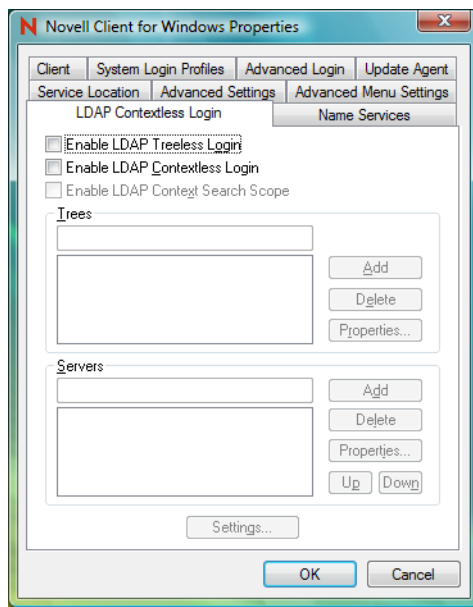 N Novell Client for Windows Properties
Client System Login Profiles Advanced Login Update Agent
Service Location Advanced Settings Advanced Menu Settings
LDAP Contextless Login Name Services
Enable LDAP Treeless Login
Enable LDAP Contextless Login
Enable LDAP Context Search Scope
Trees
Add
Delete
Properties...
Servers
Add
Delete
Properties...
Up Down
Settings...
OK Cancel